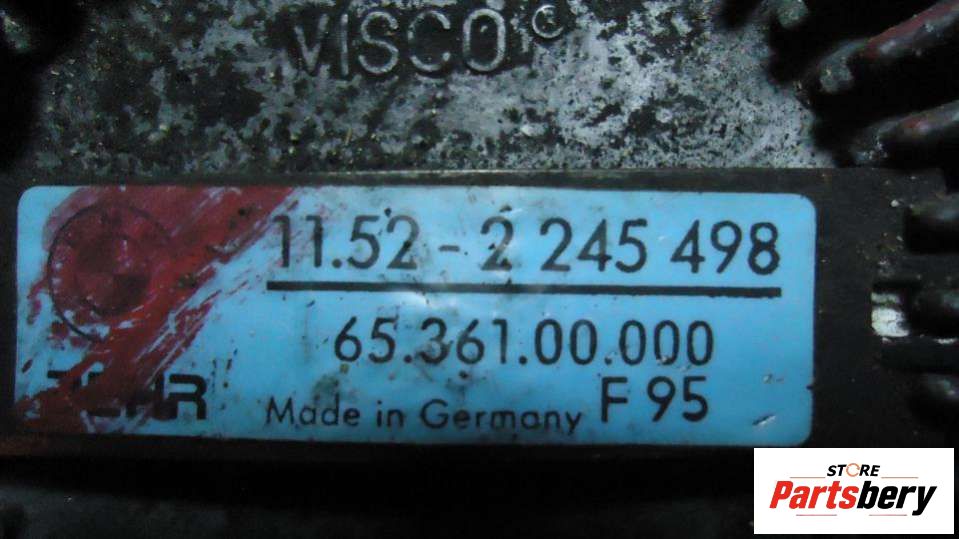 VISCO ©
11.52 - 2 245 498
65.361.00.000
Made in Germany F 95
STORE
Partsbery